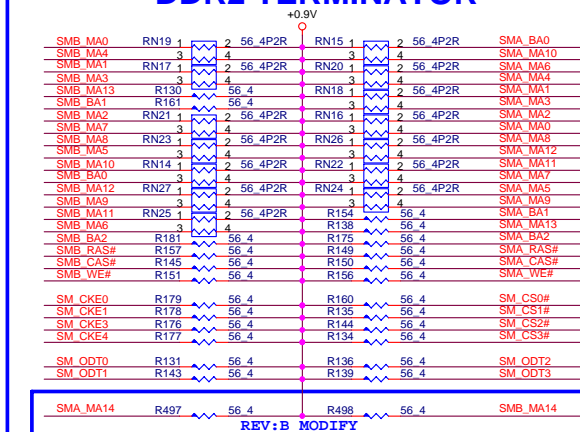 DDR2 TERMINATOR
+0.9V
SMB_MA0 RN19 1 2 56_4P2R RN15 1 2 56_4P2R SMA_BA0
SMB_MA4 3 4 3 4 SMA_MA10
SMB_MA1 RN17 1 2 56_4P2R RN20 1 2 56_4P2R SMA_MA6
SMB_MA3 3 4 3 4 SMA_MA4
SMB_MA13 R130 56_4 RN18 1 2 56_4P2R SMA_MA1
SMB_BA1 R161 56_4 3 4 SMA_MA3
SMB_MA2 RN21 1 2 56_4P2R RN16 1 2 56_4P2R SMA_MA2
SMB_MA7 3 4 3 4 SMA_MA0
SMB_MA8 RN23 1 2 56_4P2R RN26 1 2 56_4P2R SMA_MA8
SMB_MA5 3 4 3 4 SMA_MA12
SMB_MA10 RN14 1 2 56_4P2R RN22 1 2 56_4P2R SMA_MA11
SMB_BA0 3 4 3 4 SMA_MA7
SMB_MA12 RN27 1 2 56_4P2R RN24 1 2 56_4P2R SMA_MA5
SMB_MA9 3 4 3 4 SMA_MA9
SMB_MA11 RN25 1 2 56_4P2R R154 56_4 SMA_BA1
SMB_MA6 3 4 R138 56_4 SMA_MA13
SMB_BA2 R181 56_4 R175 56_4 SMA_BA2
SMB_RAS# R157 56_4 R149 56_4 SMA_RAS#
SMB_CAS# R145 56_4 R150 56_4 SMA_CAS#
SMB_WE# R151 56_4 R156 56_4 SMA_WE#
SM_CKE0 R179 56_4 R160 56_4 SM_CS0#
SM_CKE1 R178 56_4 R135 56_4 SM_CS1#
SM_CKE3 R176 56_4 R144 56_4 SM_CS2#
SM_CKE4 R177 56_4 R134 56_4 SM_CS3#
SM_ODT0 R131 56_4 R136 56_4 SM_ODT2
SM_ODT1 R143 56_4 R139 56_4 SM_ODT3
SMA_MA14 R497 56_4 R498 56_4 SMB_MA14
REV:B MODIFY